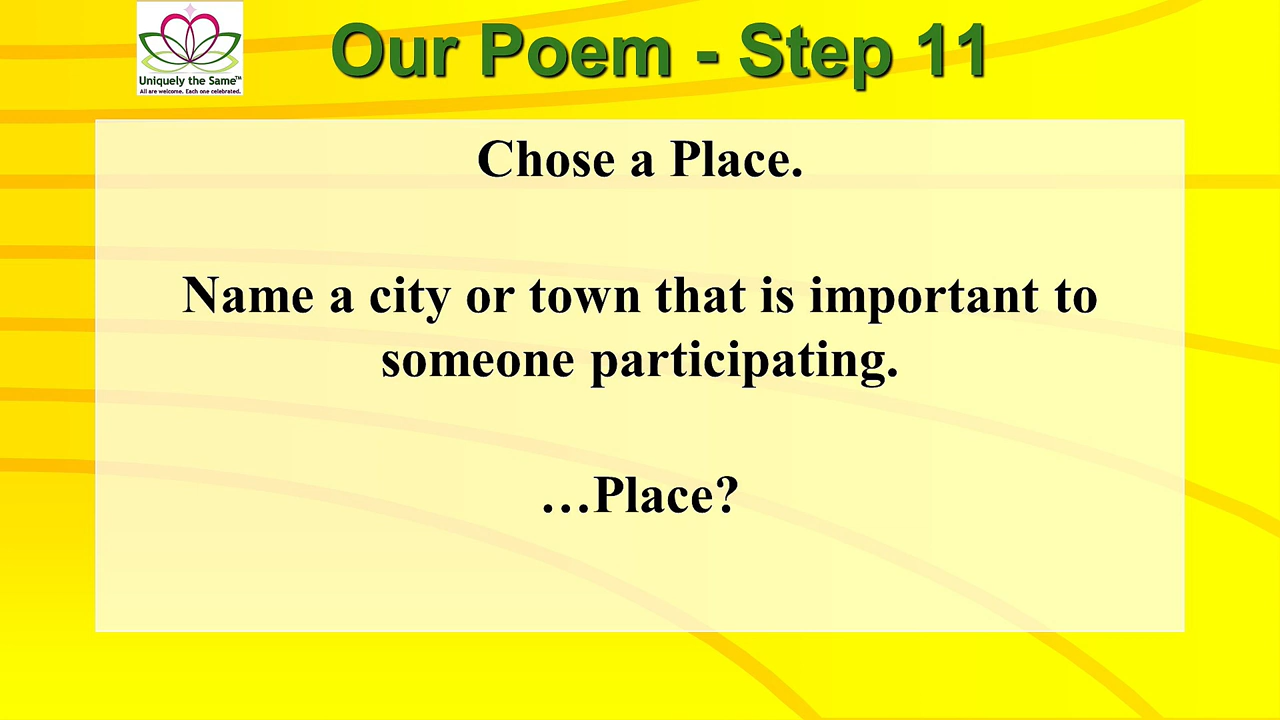 Our Poem - Step 11
Uniquely the Same™
All are welcome. Each one celebrated.
Chose a Place.
Name a city or town that is important to
someone participating.
…Place?